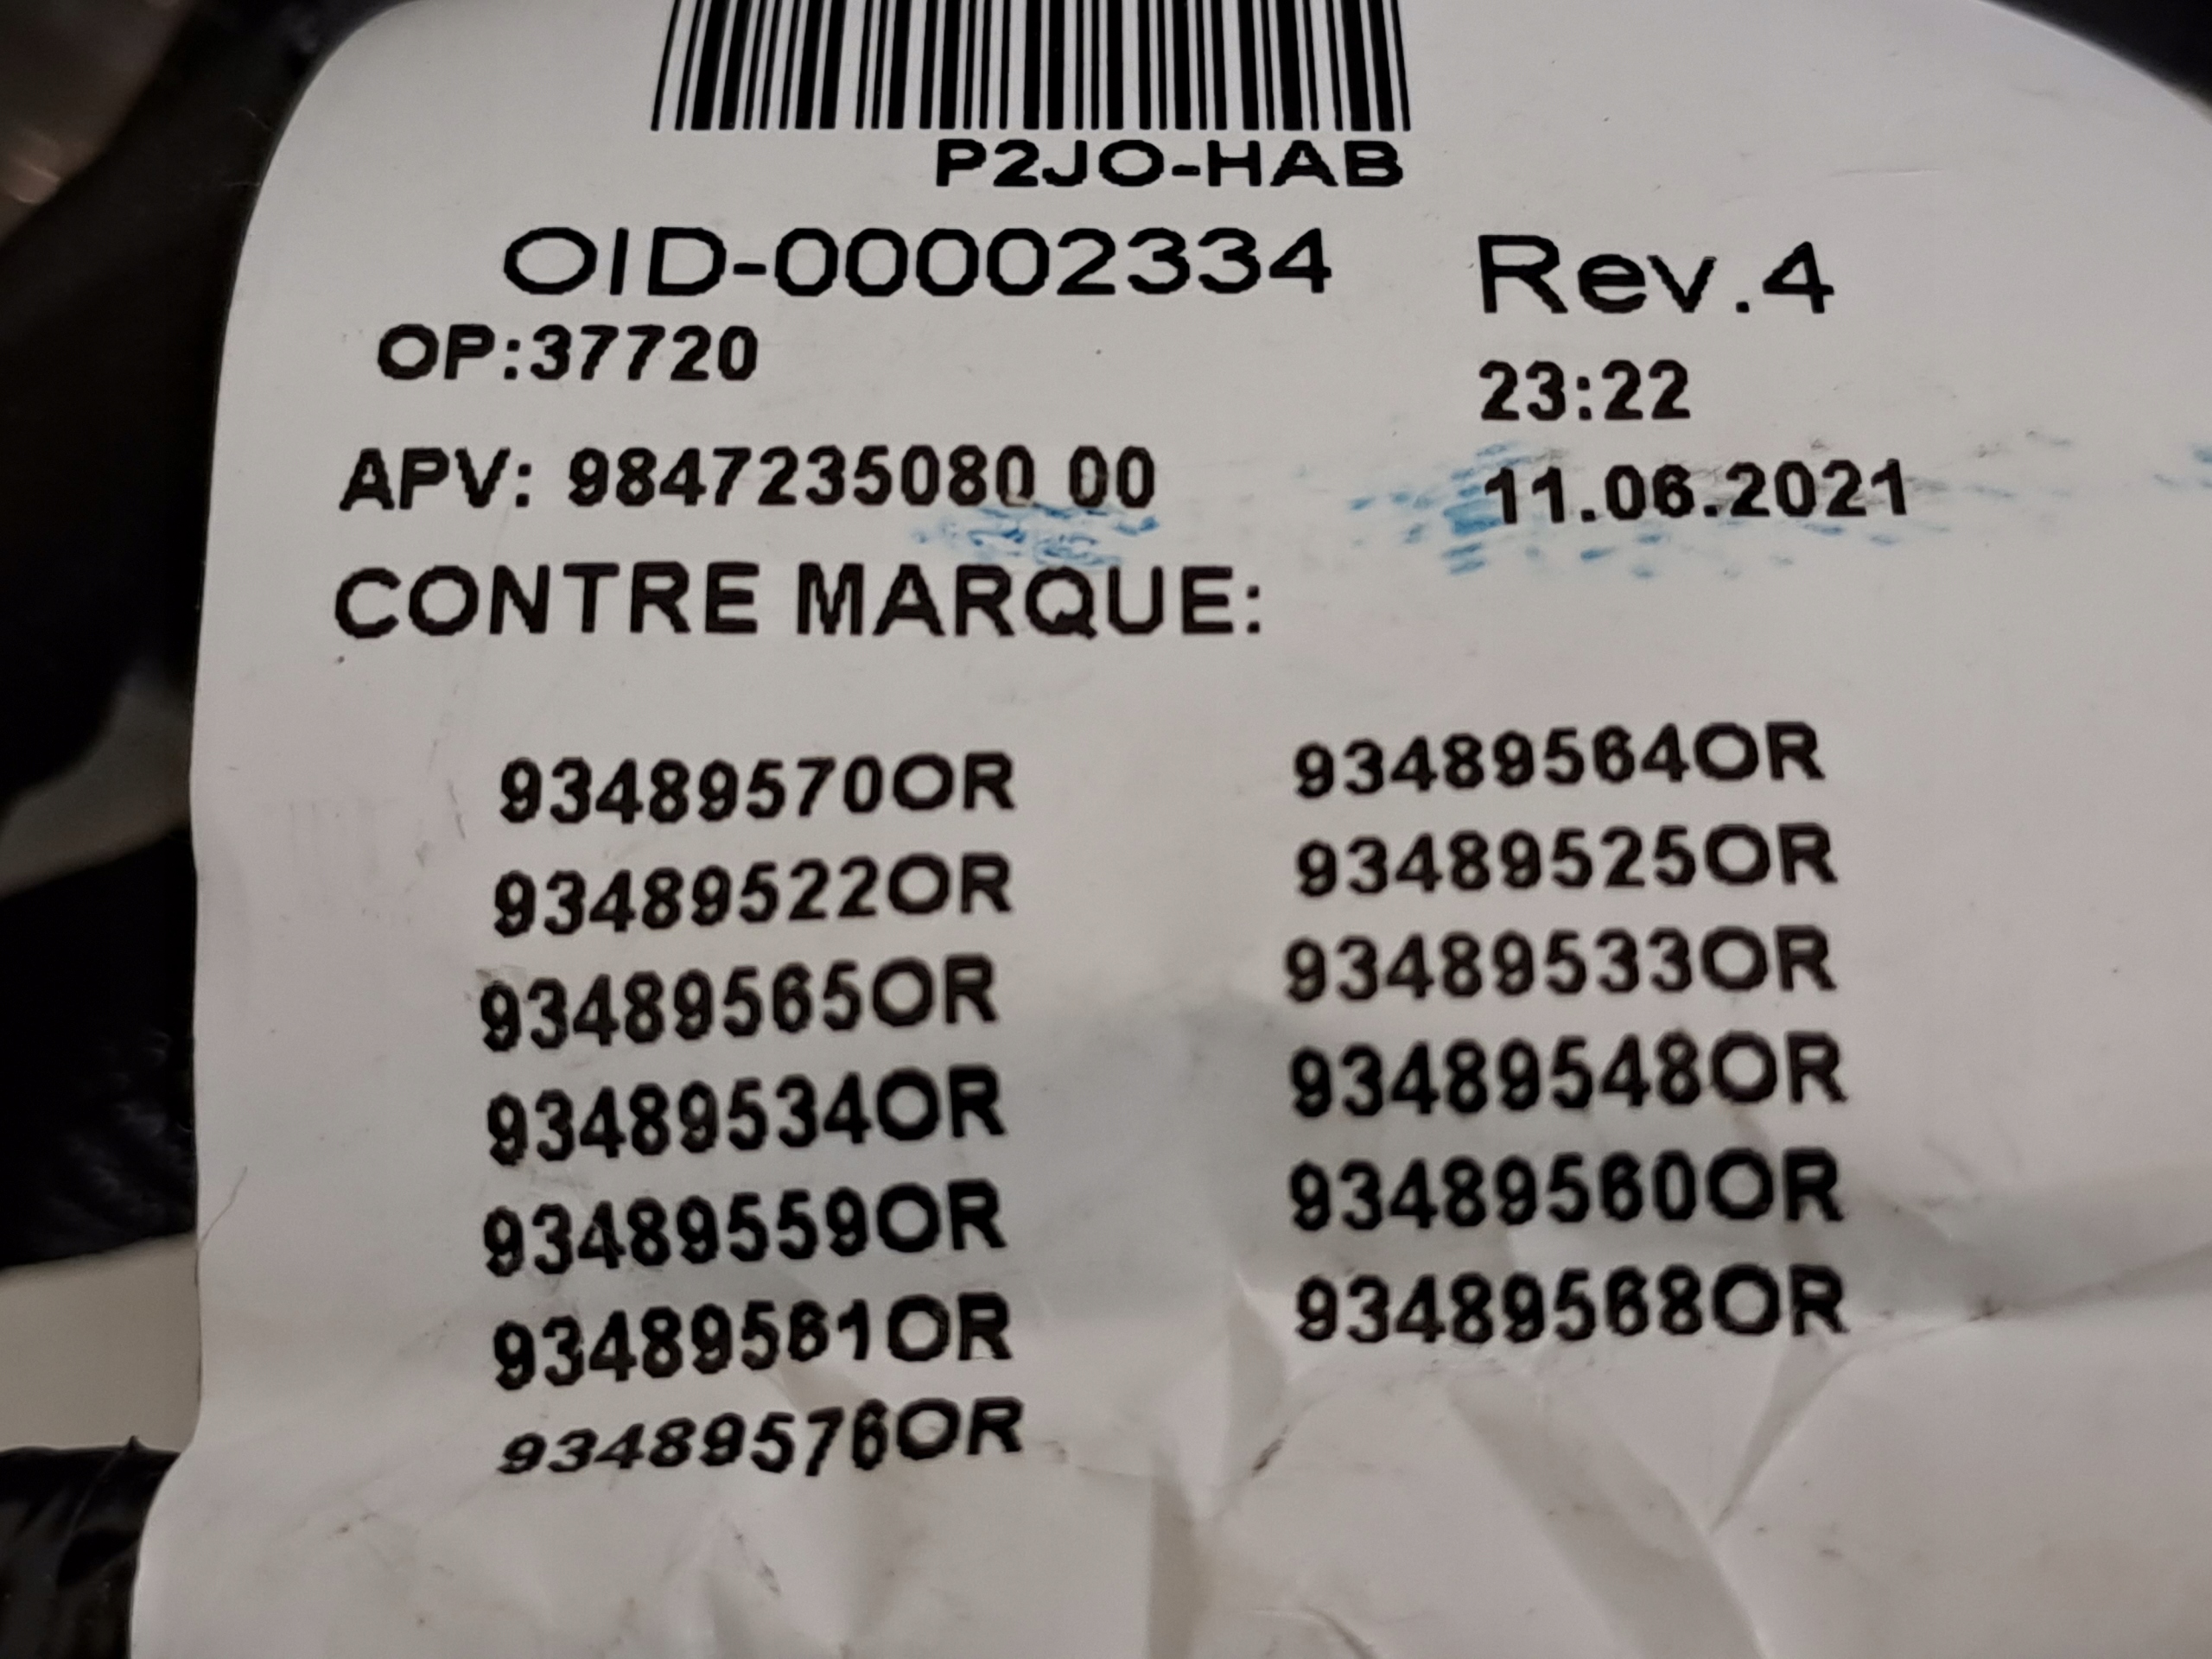 P2JO-HAB
OID-00002334 Rev.4
OP:37720 23:22
APV: 9847235080 00 11.06.2021
CONTRE MARQUE:
93489570OR 93489564OR
93489522OR 93489525OR
93489565OR 93489533OR
93489534OR 93489548OR
93489559OR 93489560OR
93489561OR 93489568OR
93489576OR